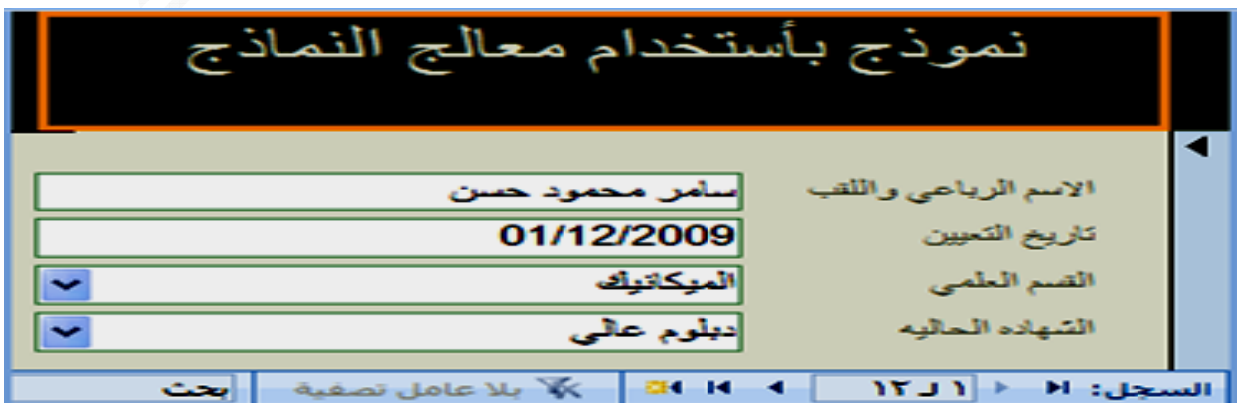 نموذج بأستخدام معالج النماذج
الاسم الرباعي واللقب سامر محمود حسن
تاريخ التعيين 01/12/2009
القسم العلمي الميكانيك
الشهاده الحاليه دبلوم عالي
السجل: ١ لـ ١٢ بلا عامل تصفية بحث